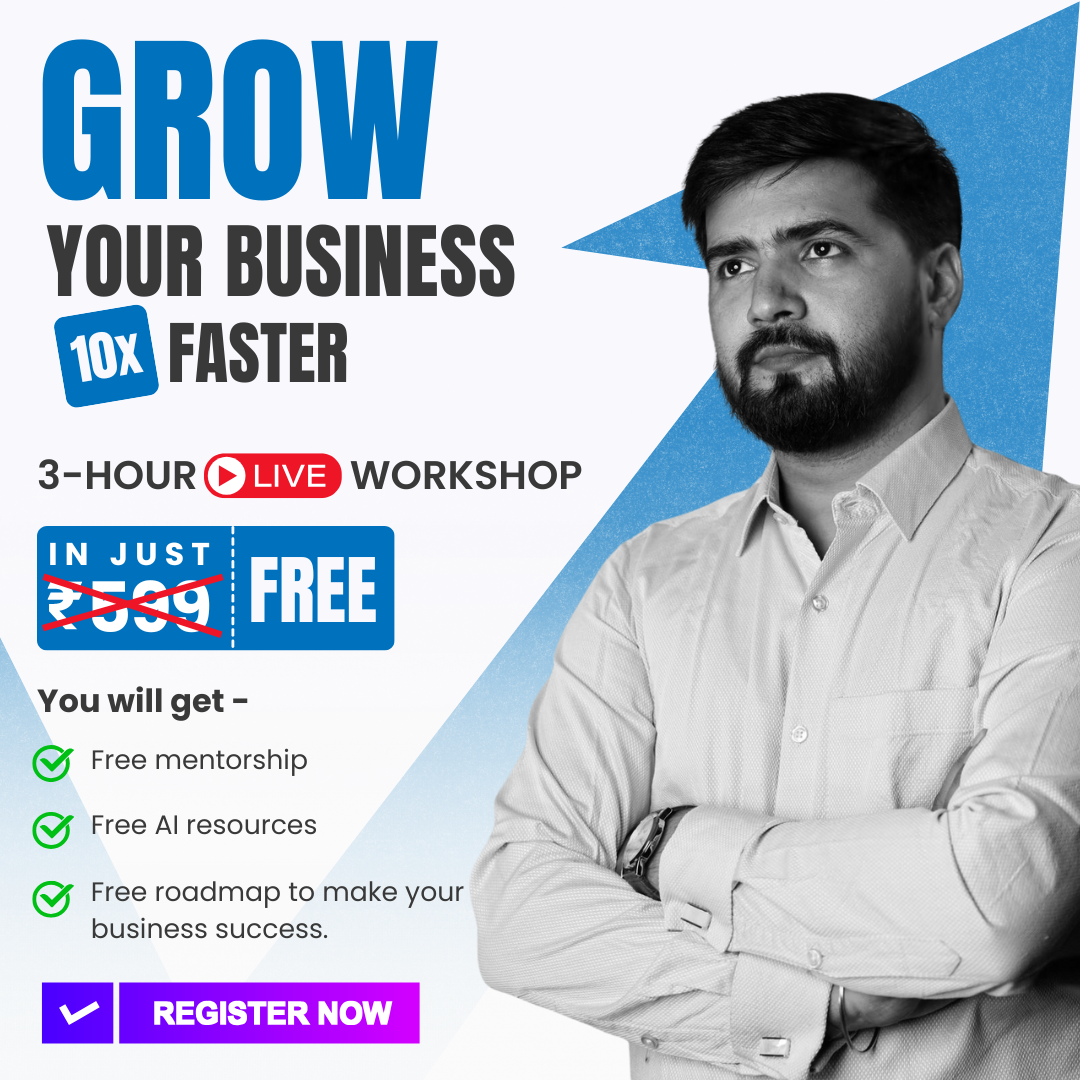 GROW
YOUR BUSINESS
10X FASTER
3-HOUR LIVE WORKSHOP
IN JUST
₹599
FREE
You will get -
Free mentorship
Free AI resources
Free roadmap to make your
business success.
REGISTER NOW